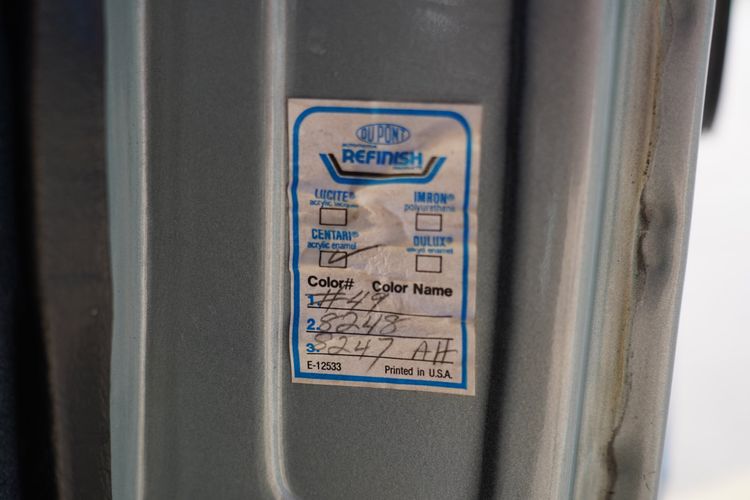 DU PONT
AUTOMOTIVE
REFINISH
LUCITE® IMRON®
acrylic lacquer polyurethane
CENTARI® DULUX®
acrylic enamel alkyd enamel
Color# Color Name
1. #49
2. 8248
3. 8247 AH
E-12533 Printed in U.S.A.